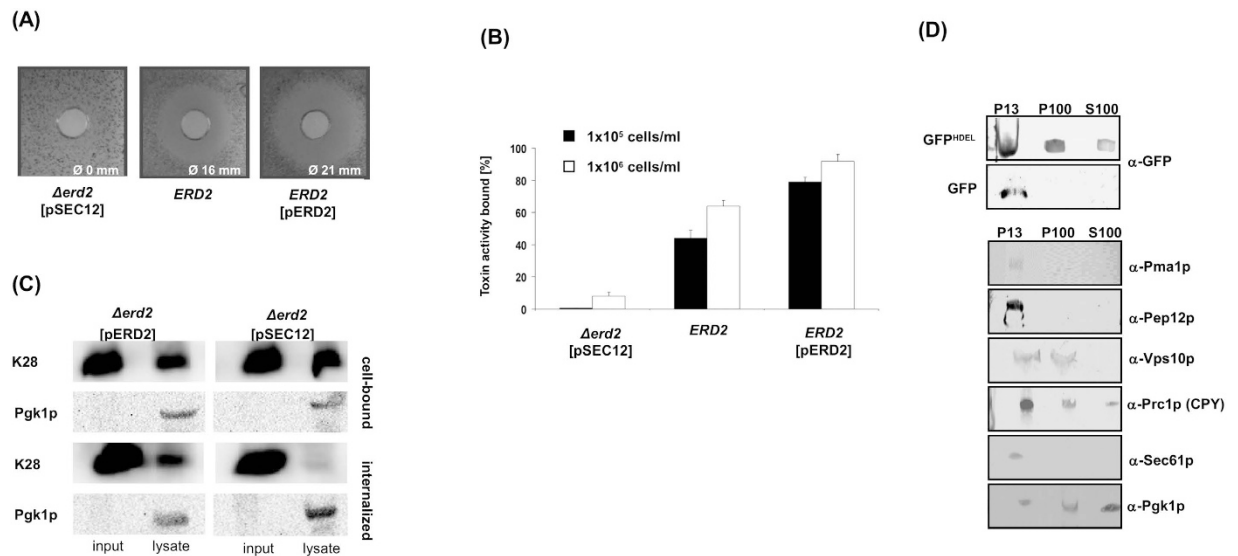 (A)
Ø 0 mm
Ø 16 mm
Ø 21 mm
Δerd2
[pSEC12]
ERD2
ERD2
[pERD2]
(B)
1x10⁵ cells/ml
1x10⁶ cells/ml
Toxin activity bound [%]
100
80
60
40
20
0
Δerd2
[pSEC12]
ERD2
ERD2
[pERD2]
(C)
Δerd2
[pERD2]
Δerd2
[pSEC12]
K28
Pgk1p
cell-bound
K28
Pgk1p
internalized
input
lysate
input
lysate
(D)
P13 P100 S100
GFPᴴᴰᴱᴸ
GFP
α-GFP
P13 P100 S100
α-Pma1p
α-Pep12p
α-Vps10p
α-Prc1p (CPY)
α-Sec61p
α-Pgk1p